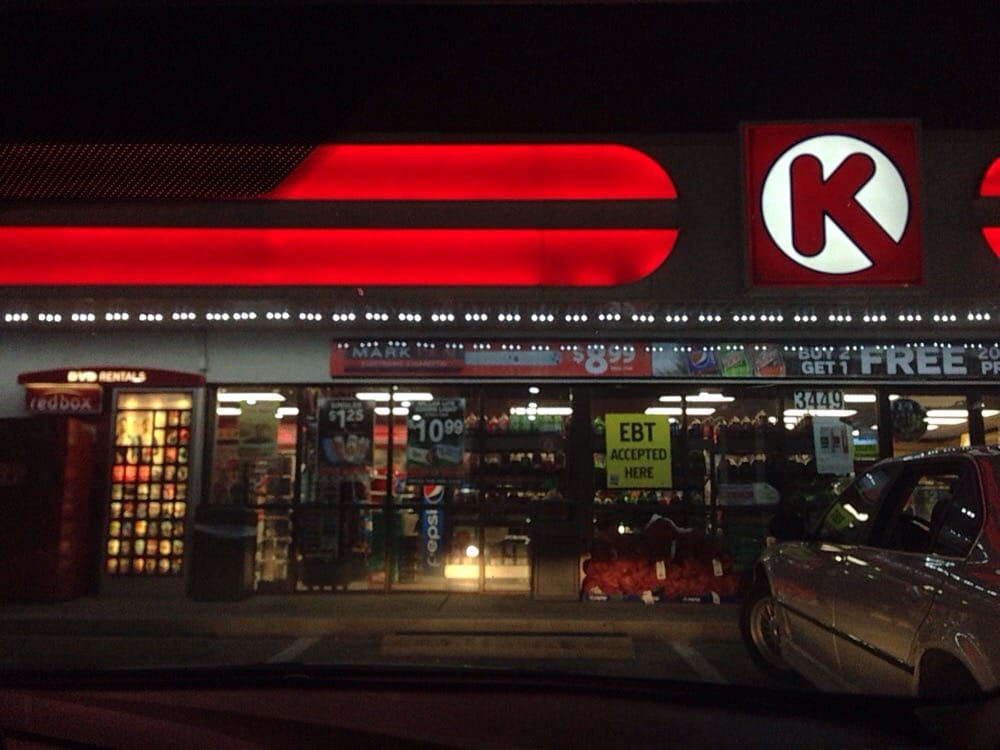 K
MARK
$8.99
BUY 2
GET 1
FREE
DVD RENTALS
redbox
$1.25
10.99
3449
EBT
ACCEPTED
HERE
pepsi